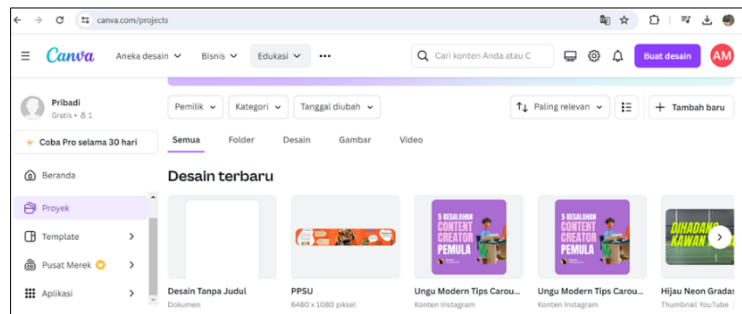 canva.com/projects
Canva
Aneka desain
Bisnis
Edukasi
Cari konten Anda atau C
Buat desain
AM
Pribadi
Gratis • 1
Coba Pro selama 30 hari
Beranda
Proyek
Template
Pusat Merek
Aplikasi
Pemilik
Kategori
Tanggal diubah
Paling relevan
+ Tambah baru
Semua
Folder
Desain
Gambar
Video
Desain terbaru
5 KESALAHAN
CONTENT
CREATOR
PEMULA
5 KESALAHAN
CONTENT
CREATOR
PEMULA
DIHADANG
KAWAN
Desain Tanpa Judul
Dokumen
PPSU
6480 x 1080 piksel
Ungu Modern Tips Carou...
Konten Instagram
Ungu Modern Tips Carou...
Konten Instagram
Hijau Neon Gradas
Thumbnail YouTube